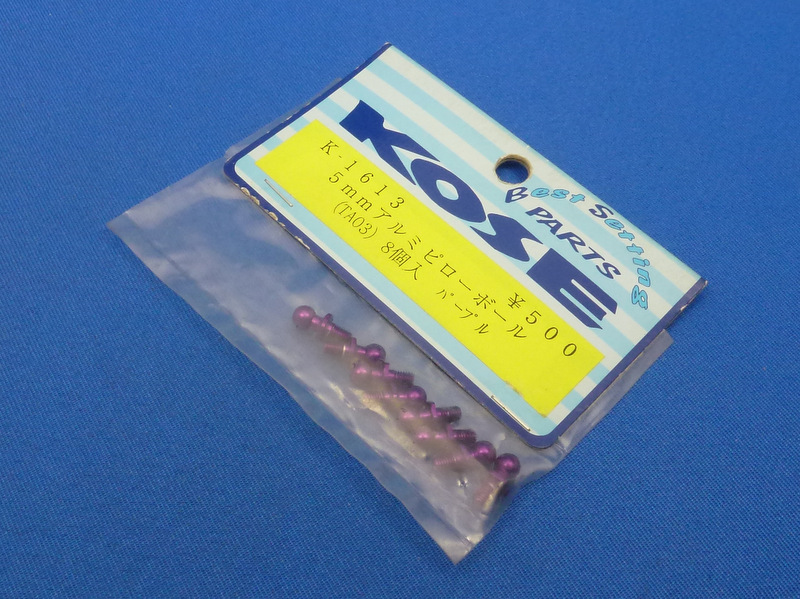 Best Setting
PARTS
KOSE
K-1613 ¥500
5mmアルミピローボール
(TA03) 8個入 パープル